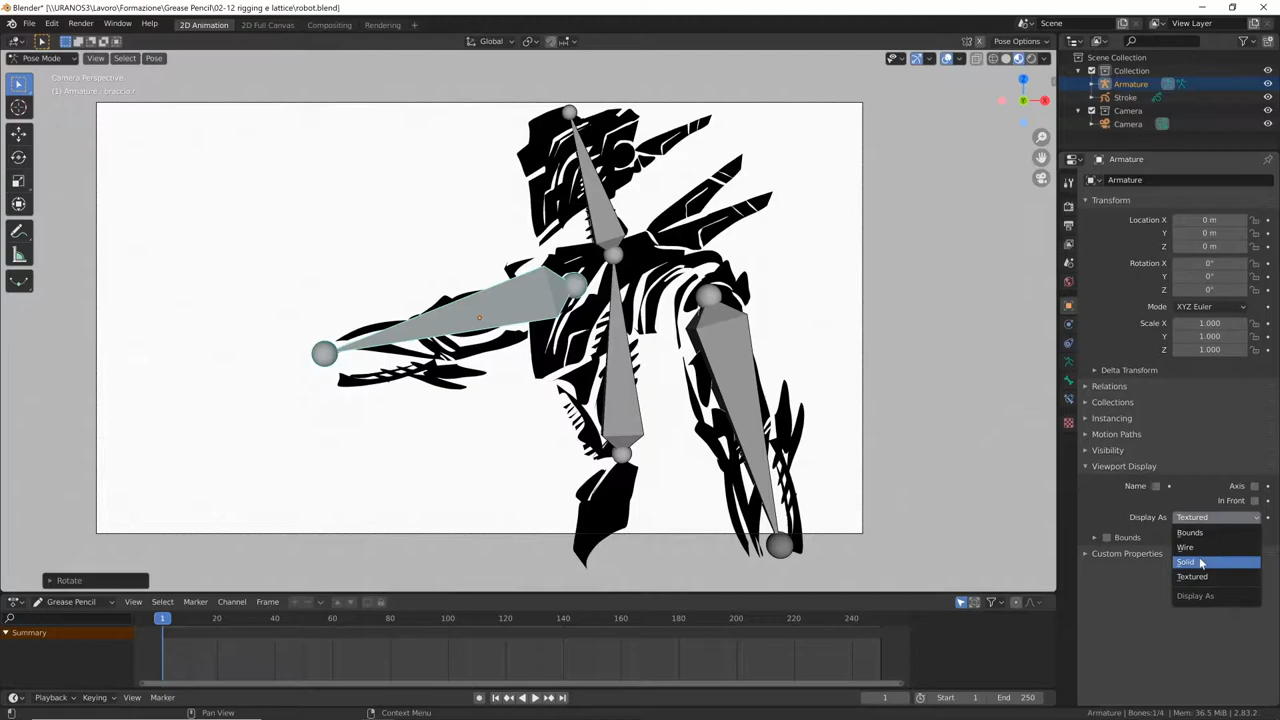 Blender* [\\URANOS3\Lavoro\Formazione\Grease Pencil\02-12 rigging e lattice\robot.blend]
File Edit Render Window Help 2D Animation 2D Full Canvas Compositing Rendering Scene View Layer
Global Pose Options
Pose Mode View Select Pose
Camera Perspective
(1) Armature : braccio.r
Scene Collection
Collection
Armature
Stroke
Camera
Camera
Armature
Armature
Transform
Location X 0 m
Y 0 m
Z 0 m
Rotation X 0°
Y 0°
Z 0°
Mode XYZ Euler
Scale X 1.000
Y 1.000
Z 1.000
Delta Transform
Relations
Collections
Instancing
Motion Paths
Visibility
Viewport Display
Name Axis
In Front
Display As Textured
Bounds
Wire
Solid
Textured
Display As
Bounds
Custom Properties
X
Y
Rotate
Grease Pencil View Select Marker Channel Frame
1 20 40 60 80 100 120 140 160 180 200 220 240
Summary
Playback Keying View Marker 1 Start 1 End 250
Select Pan View Context Menu Armature | Bones:1/4 | Mem: 36.5 MiB | 2.83.2